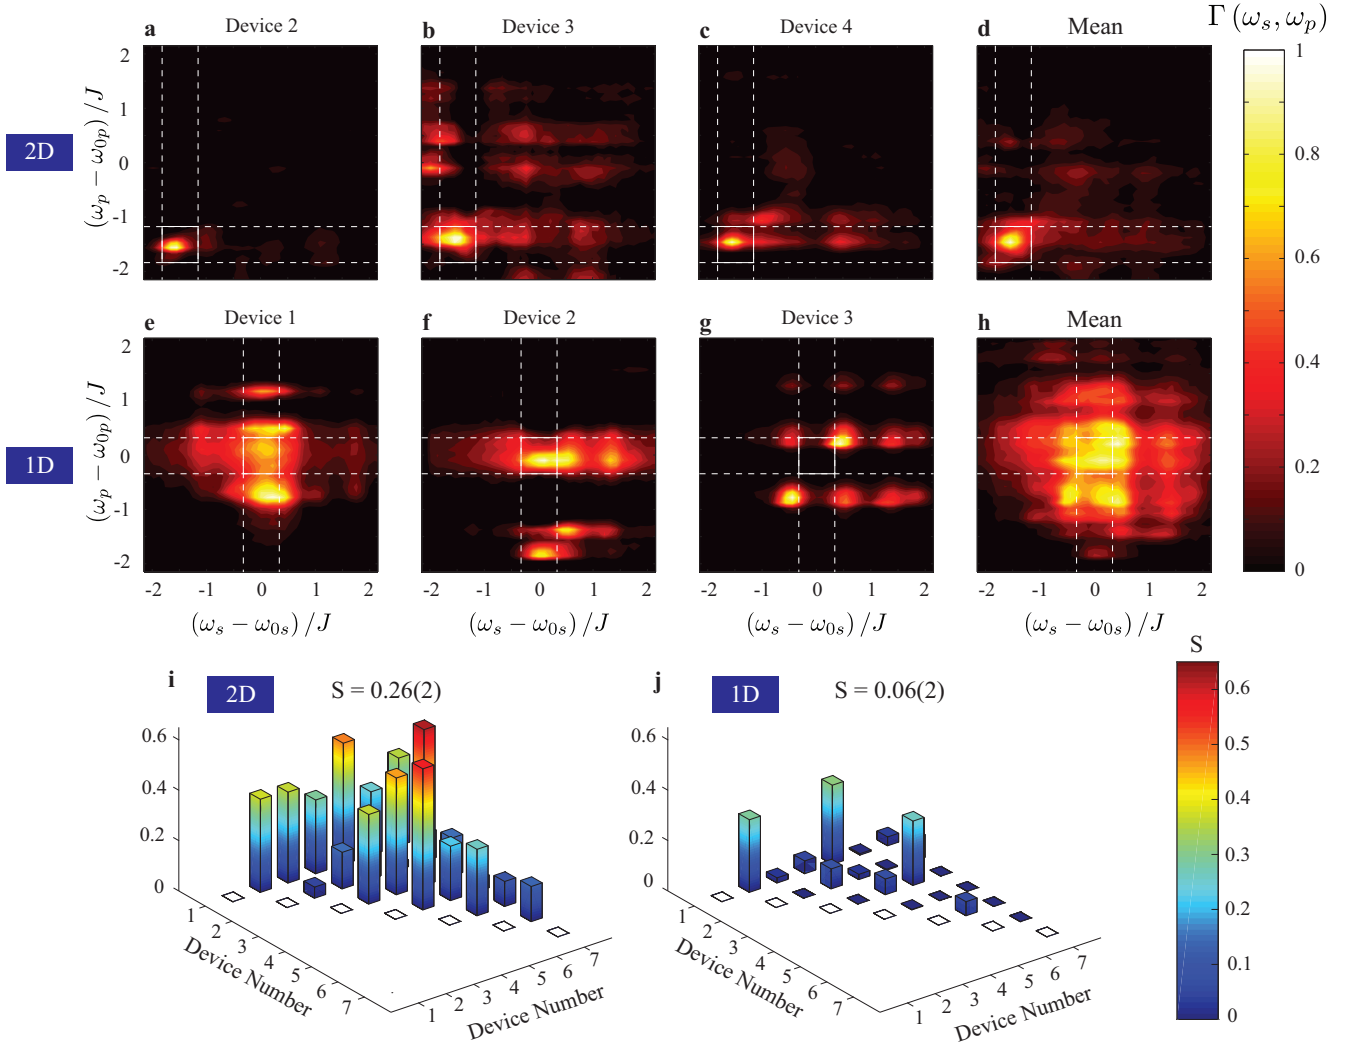 a Device 2
b Device 3
c Device 4
d Mean
Γ (ω_s, ω_p)
2D
(ω_p − ω_0p) / J
2
1
0
-1
-2
1
0.8
0.6
0.4
0.2
0
e Device 1
f Device 2
g Device 3
h Mean
1D
(ω_p − ω_0p) / J
2
1
0
-1
-2
-2 -1 0 1 2
-2 -1 0 1 2
-2 -1 0 1 2
-2 -1 0 1 2
(ω_s − ω_0s) / J
(ω_s − ω_0s) / J
(ω_s − ω_0s) / J
(ω_s − ω_0s) / J
i 2D S = 0.26(2)
0.6
0.4
0.2
0
1 2 3 4 5 6 7
Device Number
1 2 3 4 5 6 7
Device Number
j 1D S = 0.06(2)
0.6
0.4
0.2
0
1 2 3 4 5 6 7
Device Number
1 2 3 4 5 6 7
Device Number
S
0.6
0.5
0.4
0.3
0.2
0.1
0